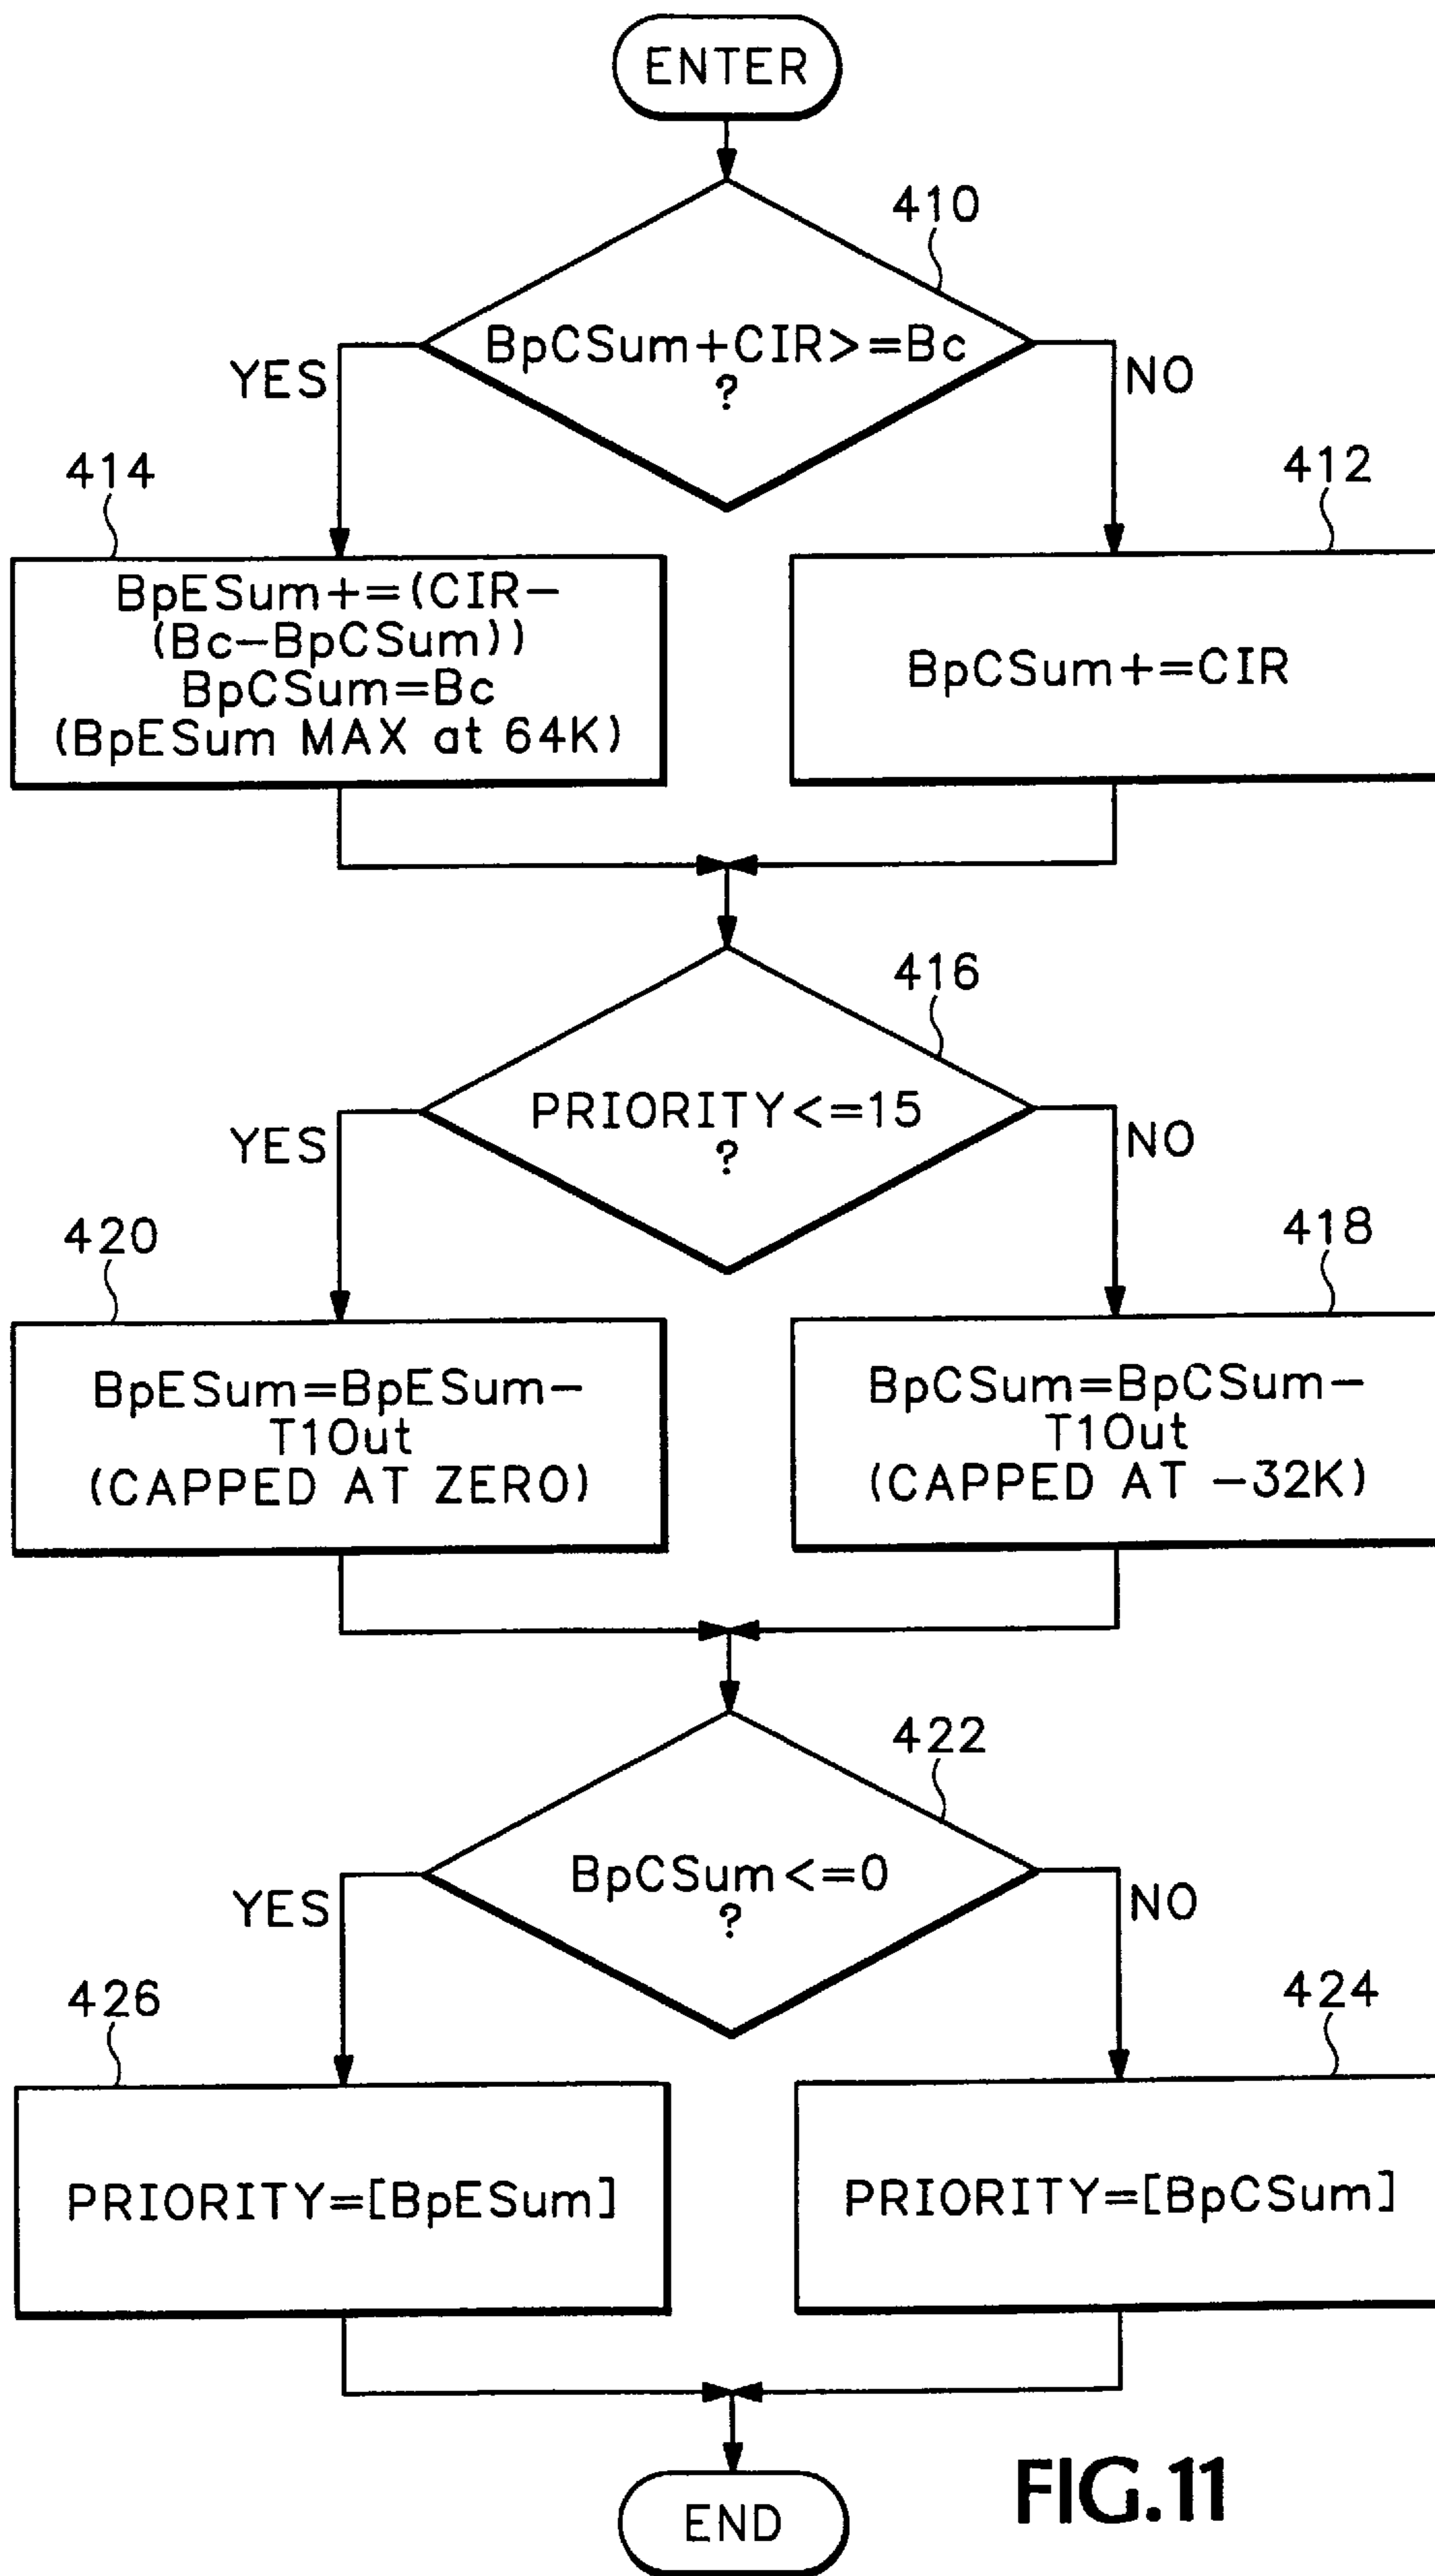 ENTER
410
BpCSum+CIR>=Bc
?
YES
NO
414
412
BpESum+=(CIR-
(Bc-BpCSum))
BpCSum=Bc
(BpESum MAX at 64K)
BpCSum+=CIR
416
PRIORITY<=15
?
YES
NO
420
418
BpESum=BpESum-
T1Out
(CAPPED AT ZERO)
BpCSum=BpCSum-
T1Out
(CAPPED AT -32K)
422
BpCSum<=0
?
YES
NO
426
424
PRIORITY=[BpESum]
PRIORITY=[BpCSum]
END
FIG.11